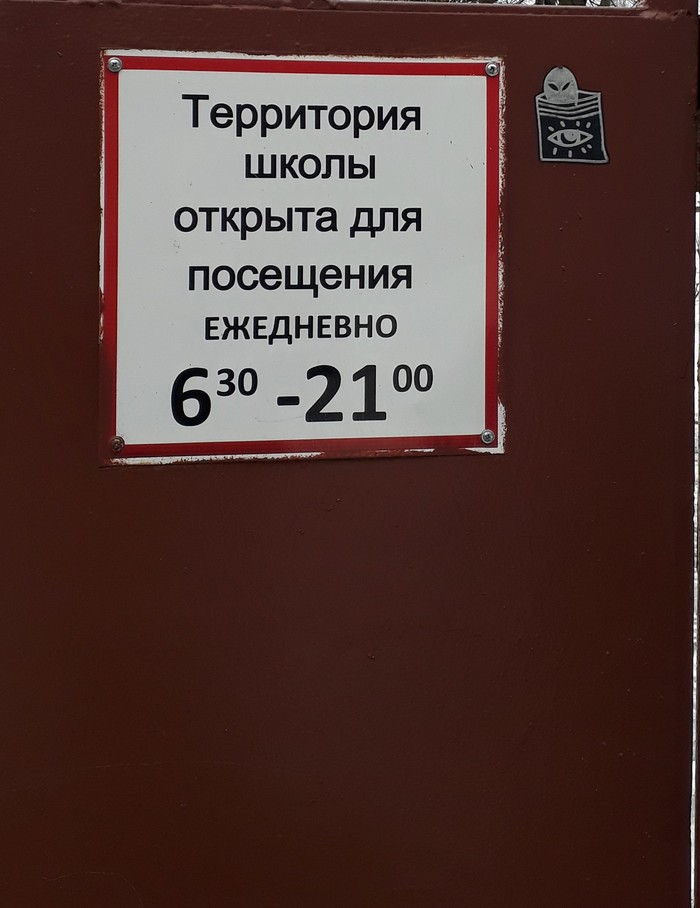 Территория
школы
открыта для
посещения
ЕЖЕДНЕВНО
6³⁰ -21⁰⁰